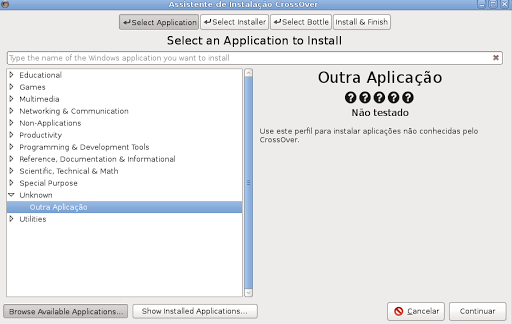 Assistente de Instalação CrossOver
Select Application
Select Installer
Select Bottle
Install & Finish
Select an Application to Install
Type the name of the Windows application you want to install
Educational
Games
Multimedia
Networking & Communication
Non-Applications
Productivity
Programming & Development Tools
Reference, Documentation & Informational
Scientific, Technical & Math
Special Purpose
Unknown
Outra Aplicação
Utilities
Outra Aplicação
? ? ? ? ?
Não testado
Use este perfil para instalar aplicações não conhecidas pelo
CrossOver.
Browse Available Applications...
Show Installed Applications...
Cancelar
Continuar